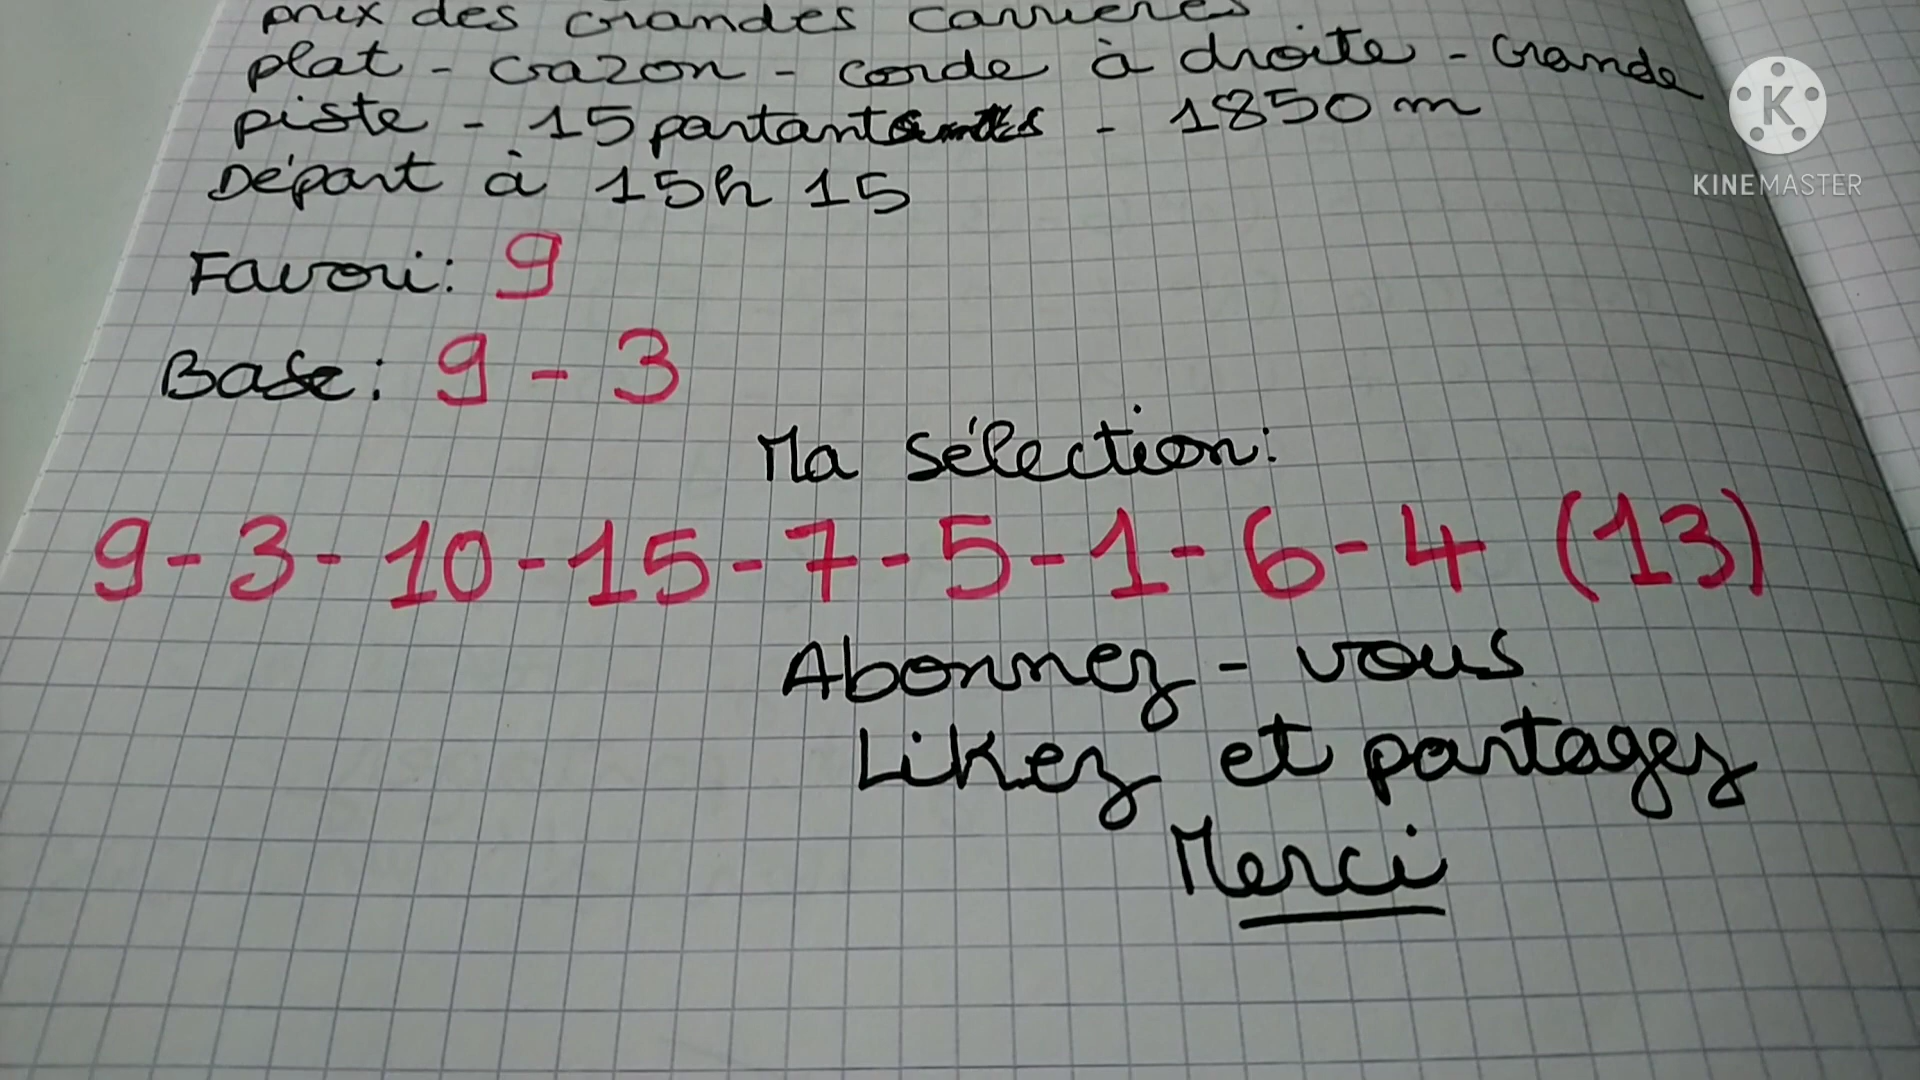 prix des Grandes Carrières
plat - Gazon - corde à droite - Grande
piste - 15 partants - 1850 m
Départ à 15h 15
Favori: 9
Base: 9 - 3
Ma sélection:
9 - 3 - 10 - 15 - 7 - 5 - 1 - 6 - 4 (13)
Abonnez - vous
Likez et partagez
Merci
K
KINEMASTER